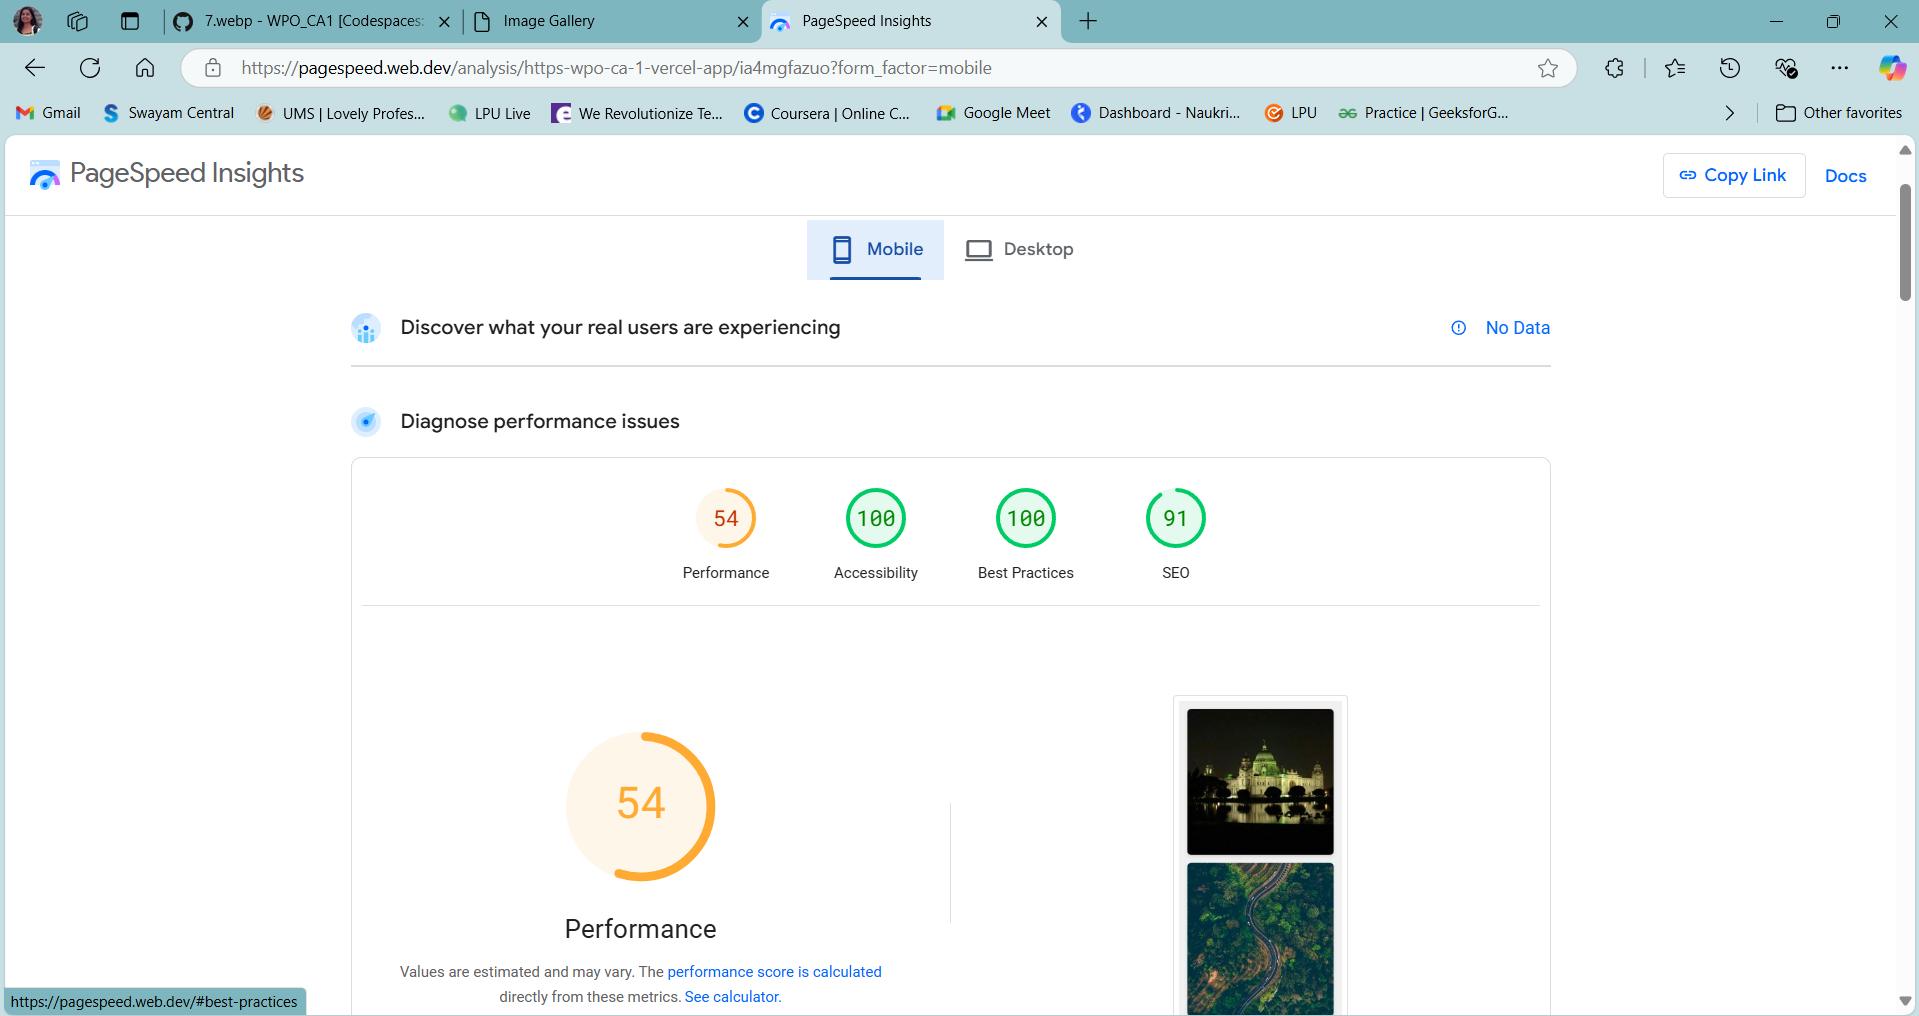 7.webp - WPO_CA1 [Codespaces:
Image Gallery
PageSpeed Insights
https://pagespeed.web.dev/analysis/https-wpo-ca-1-vercel-app/ia4mgfazuo?form_factor=mobile
Gmail
Swayam Central
UMS | Lovely Profes...
LPU Live
We Revolutionize Te...
Coursera | Online C...
Google Meet
Dashboard - Naukri...
LPU
Practice | GeeksforG...
Other favorites
PageSpeed Insights
Copy Link
Docs
Mobile
Desktop
Discover what your real users are experiencing
No Data
Diagnose performance issues
54
100
100
91
Performance
Accessibility
Best Practices
SEO
54
Performance
Values are estimated and may vary. The performance score is calculated
directly from these metrics. See calculator.
https://pagespeed.web.dev/#best-practices